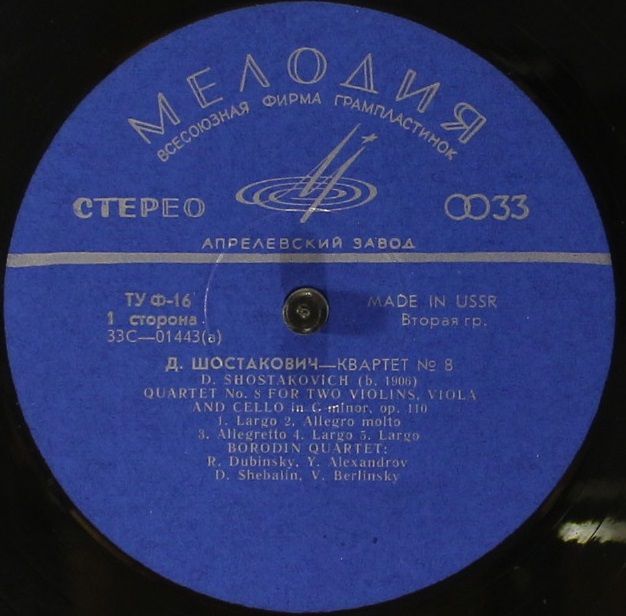 МЕЛОДИЯ
ВСЕСОЮЗНАЯ ФИРМА ГРАМПЛАСТИНОК
СТЕРЕО
33
АПРЕЛЕВСКИЙ ЗАВОД
ТУ Ф-16
MADE IN USSR
1 сторона
Вторая гр.
33С—01443(а)
Д. ШОСТАКОВИЧ—КВАРТЕТ № 8
D. SHOSTAKOVICH (b. 1906)
QUARTET No. 8 FOR TWO VIOLINS, VIOLA
AND CELLO in C minor, op. 110
1. Largo 2. Allegro molto
3. Allegretto 4. Largo 5. Largo
BORODIN QUARTET:
R. Dubinsky, Y. Alexandrov
D. Shebalin, V. Berlinsky